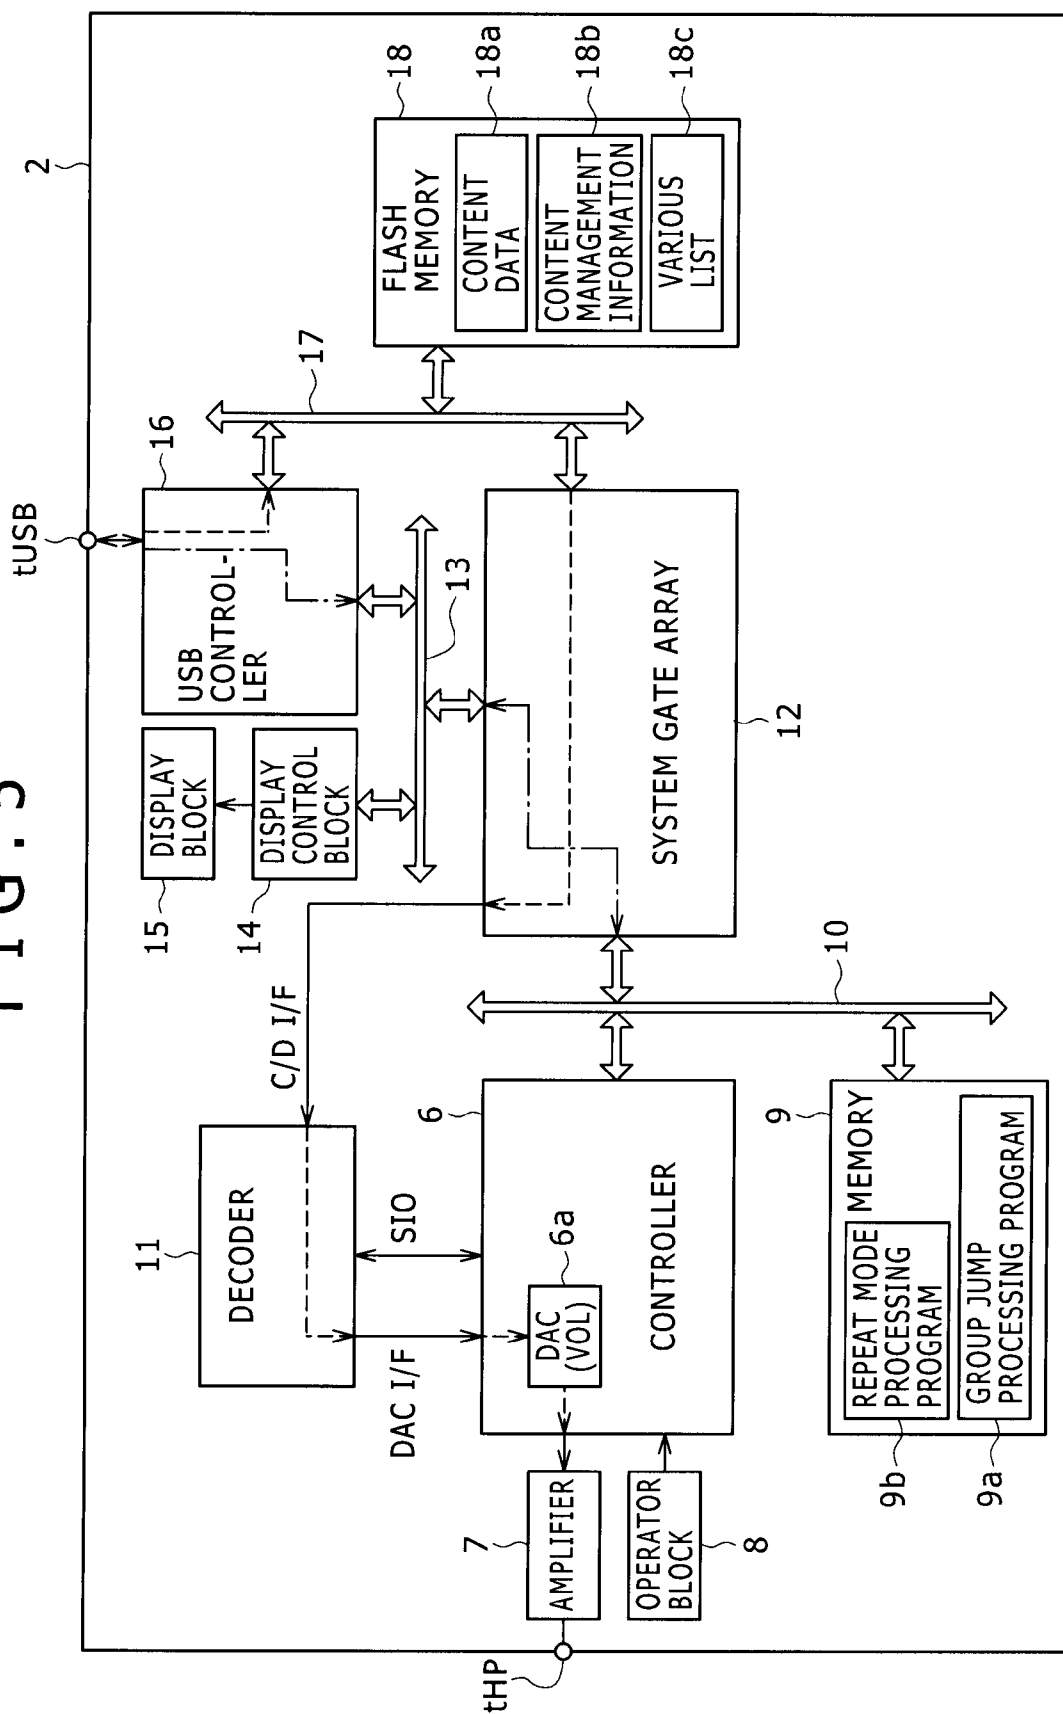 FIG. 5
2
tUSB
16
USB
CONTROL-
LER
17
18
FLASH
MEMORY
18a
CONTENT
DATA
18b
CONTENT
MANAGEMENT
INFORMATION
18c
VARIOUS
LIST
15
DISPLAY
BLOCK
14
DISPLAY
CONTROL
BLOCK
13
SYSTEM GATE ARRAY
12
C/D I/F
11
DECODER
DAC I/F
SIO
6
6a
DAC
(VOL)
CONTROLLER
10
tHP
7
AMPLIFIER
OPERATOR
BLOCK
8
9
MEMORY
9b
REPEAT MODE
PROCESSING
PROGRAM
9a
GROUP JUMP
PROCESSING PROGRAM